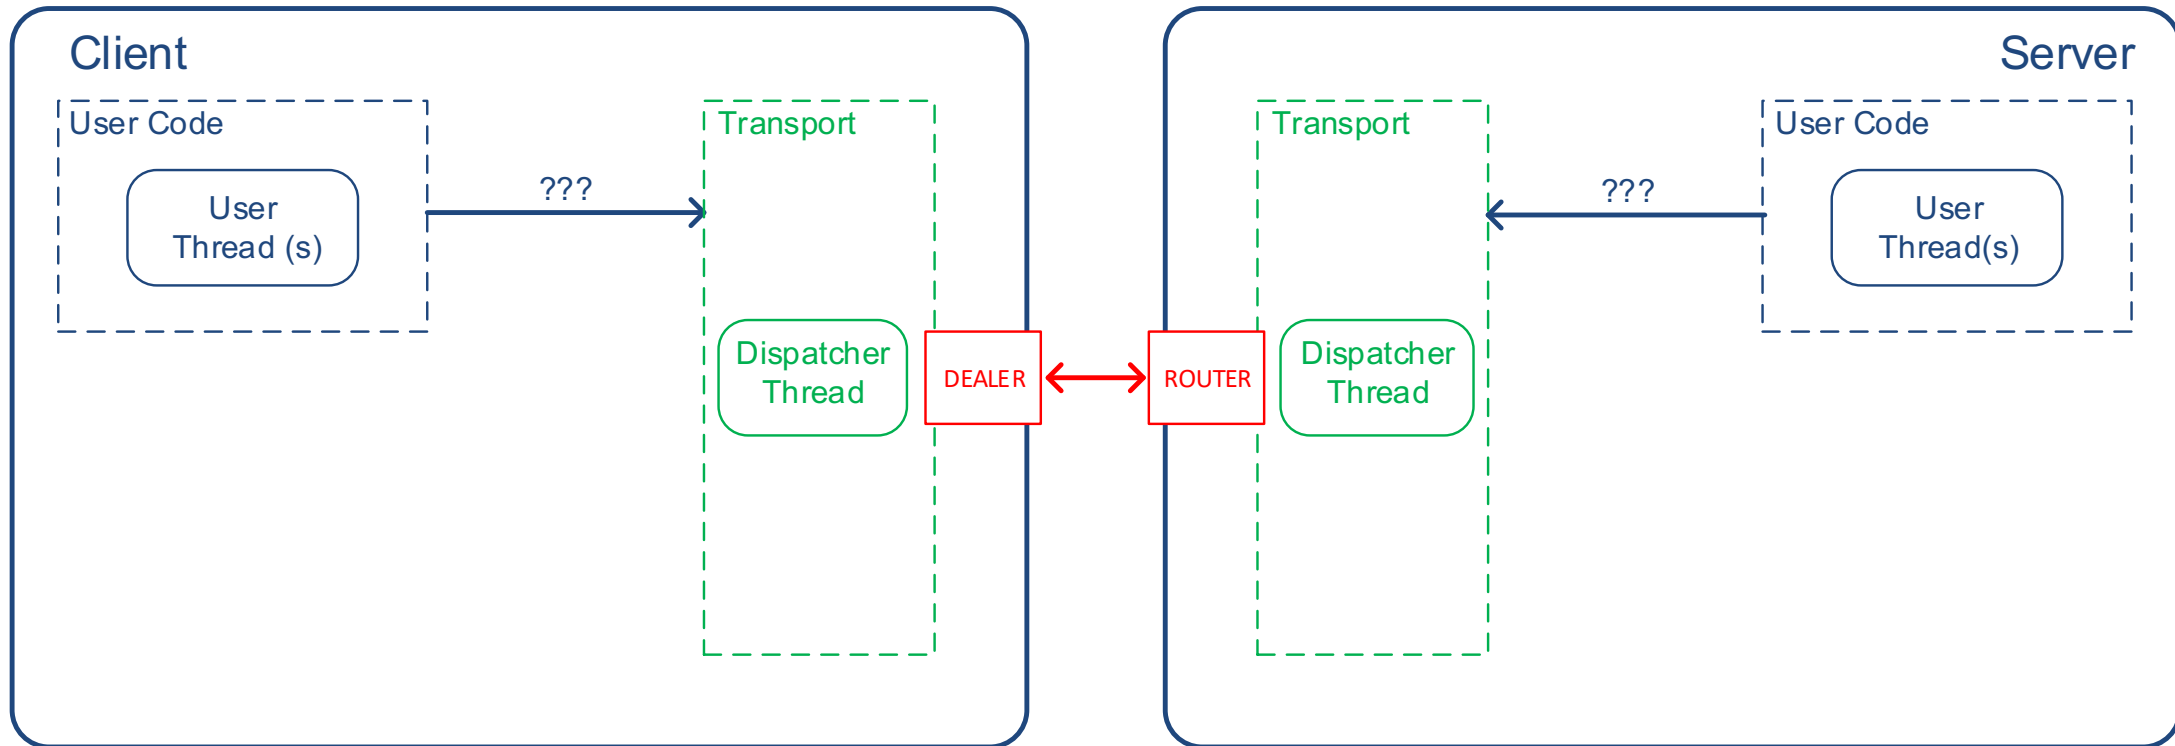 Client
User Code
User
Thread (s)
???
Transport
Dispatcher
Thread
DEALER
ROUTER
Server
Transport
Dispatcher
Thread
???
User Code
User
Thread(s)